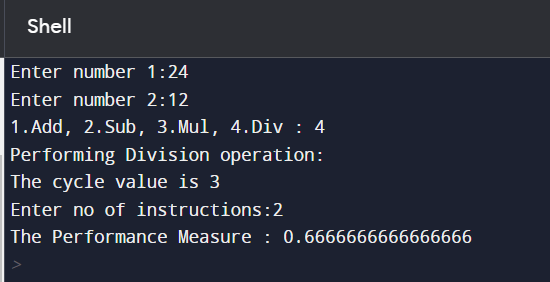 Shell
Enter number 1:24
Enter number 2:12
1.Add, 2.Sub, 3.Mul, 4.Div : 4
Performing Division operation:
The cycle value is 3
Enter no of instructions:2
The Performance Measure : 0.6666666666666666
>